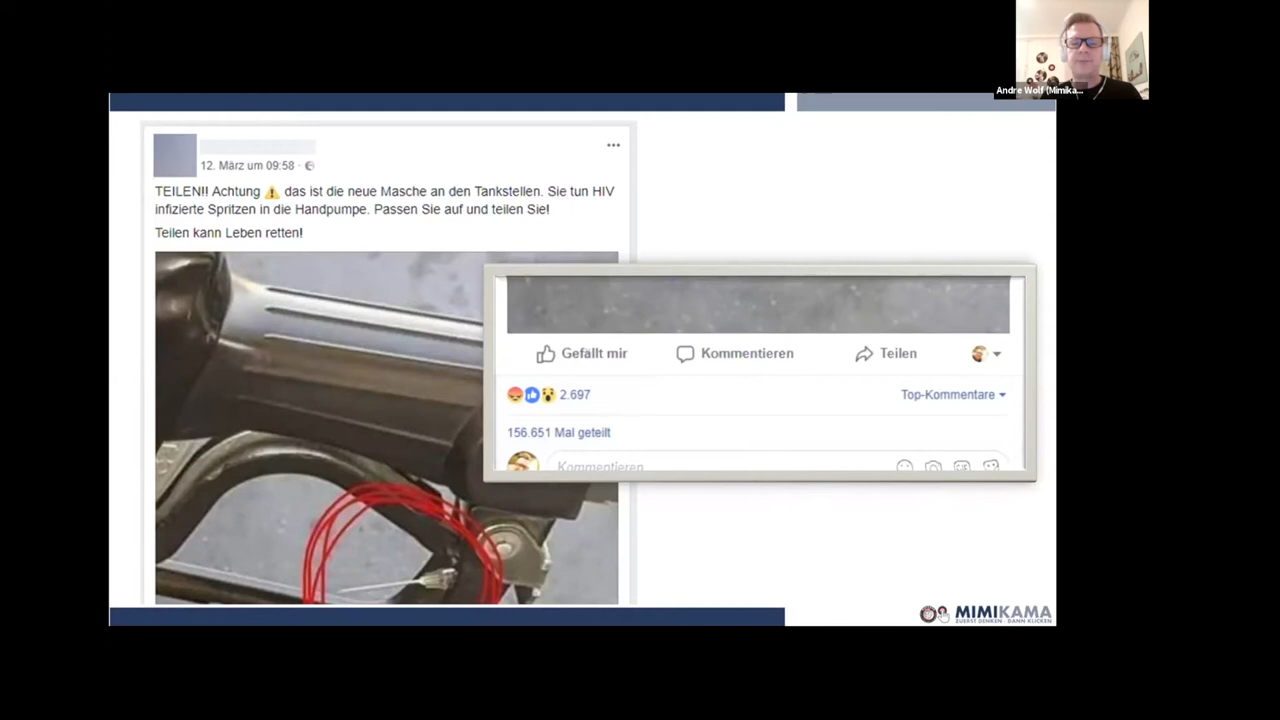 Andre Wolf (Mimika...
12. März um 09:58 ·
TEILEN!! Achtung ⚠ das ist die neue Masche an den Tankstellen. Sie tun HIV
infizierte Spritzen in die Handpumpe. Passen Sie auf und teilen Sie!
Teilen kann Leben retten!
Gefällt mir
Kommentieren
Teilen
2.697
Top-Kommentare
156.651 Mal geteilt
Kommentieren
MIMIKAMA
ZUERST DENKEN - DANN KLICKEN